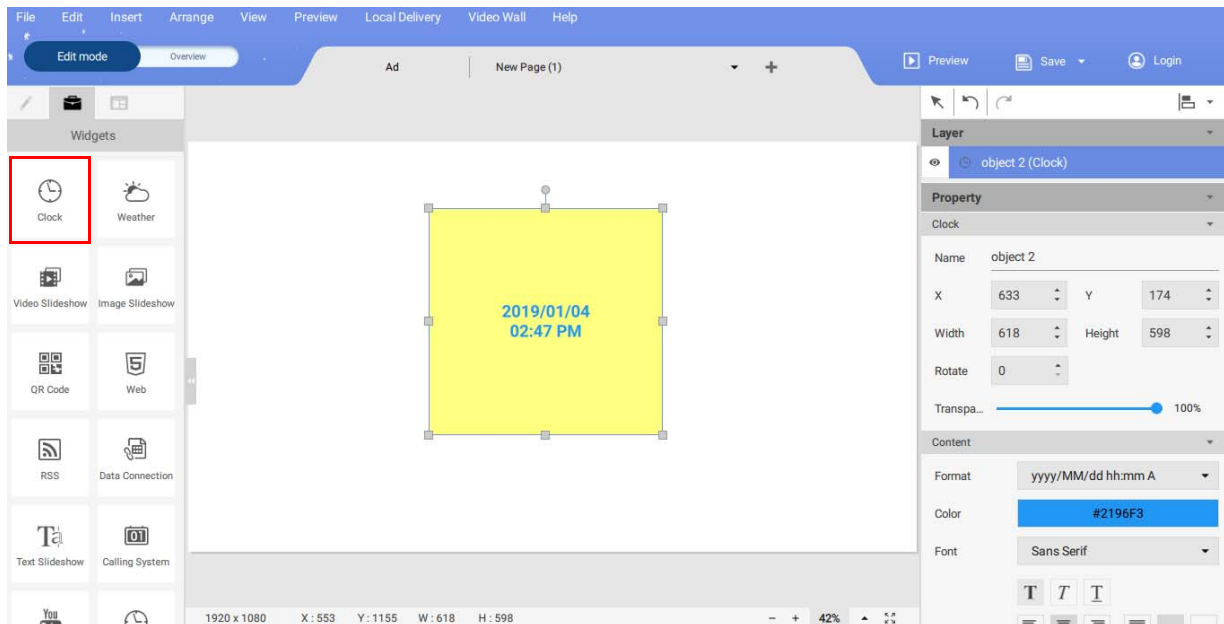 File Edit Insert Arrange View Preview Local Delivery Video Wall Help
Edit mode Overview
Ad New Page (1) +
Preview Save Login
Widgets
Clock Weather
Video Slideshow Image Slideshow
QR Code Web
RSS Data Connection
Text Slideshow Calling System
You
2019/01/04
02:47 PM
1920 x 1080 X : 553 Y : 1155 W : 618 H : 598 - + 42%
Layer
object 2 (Clock)
Property
Clock
Name object 2
X 633 Y 174
Width 618 Height 598
Rotate 0
Transpa... 100%
Content
Format yyyy/MM/dd hh:mm A
Color #2196F3
Font Sans Serif
T T T